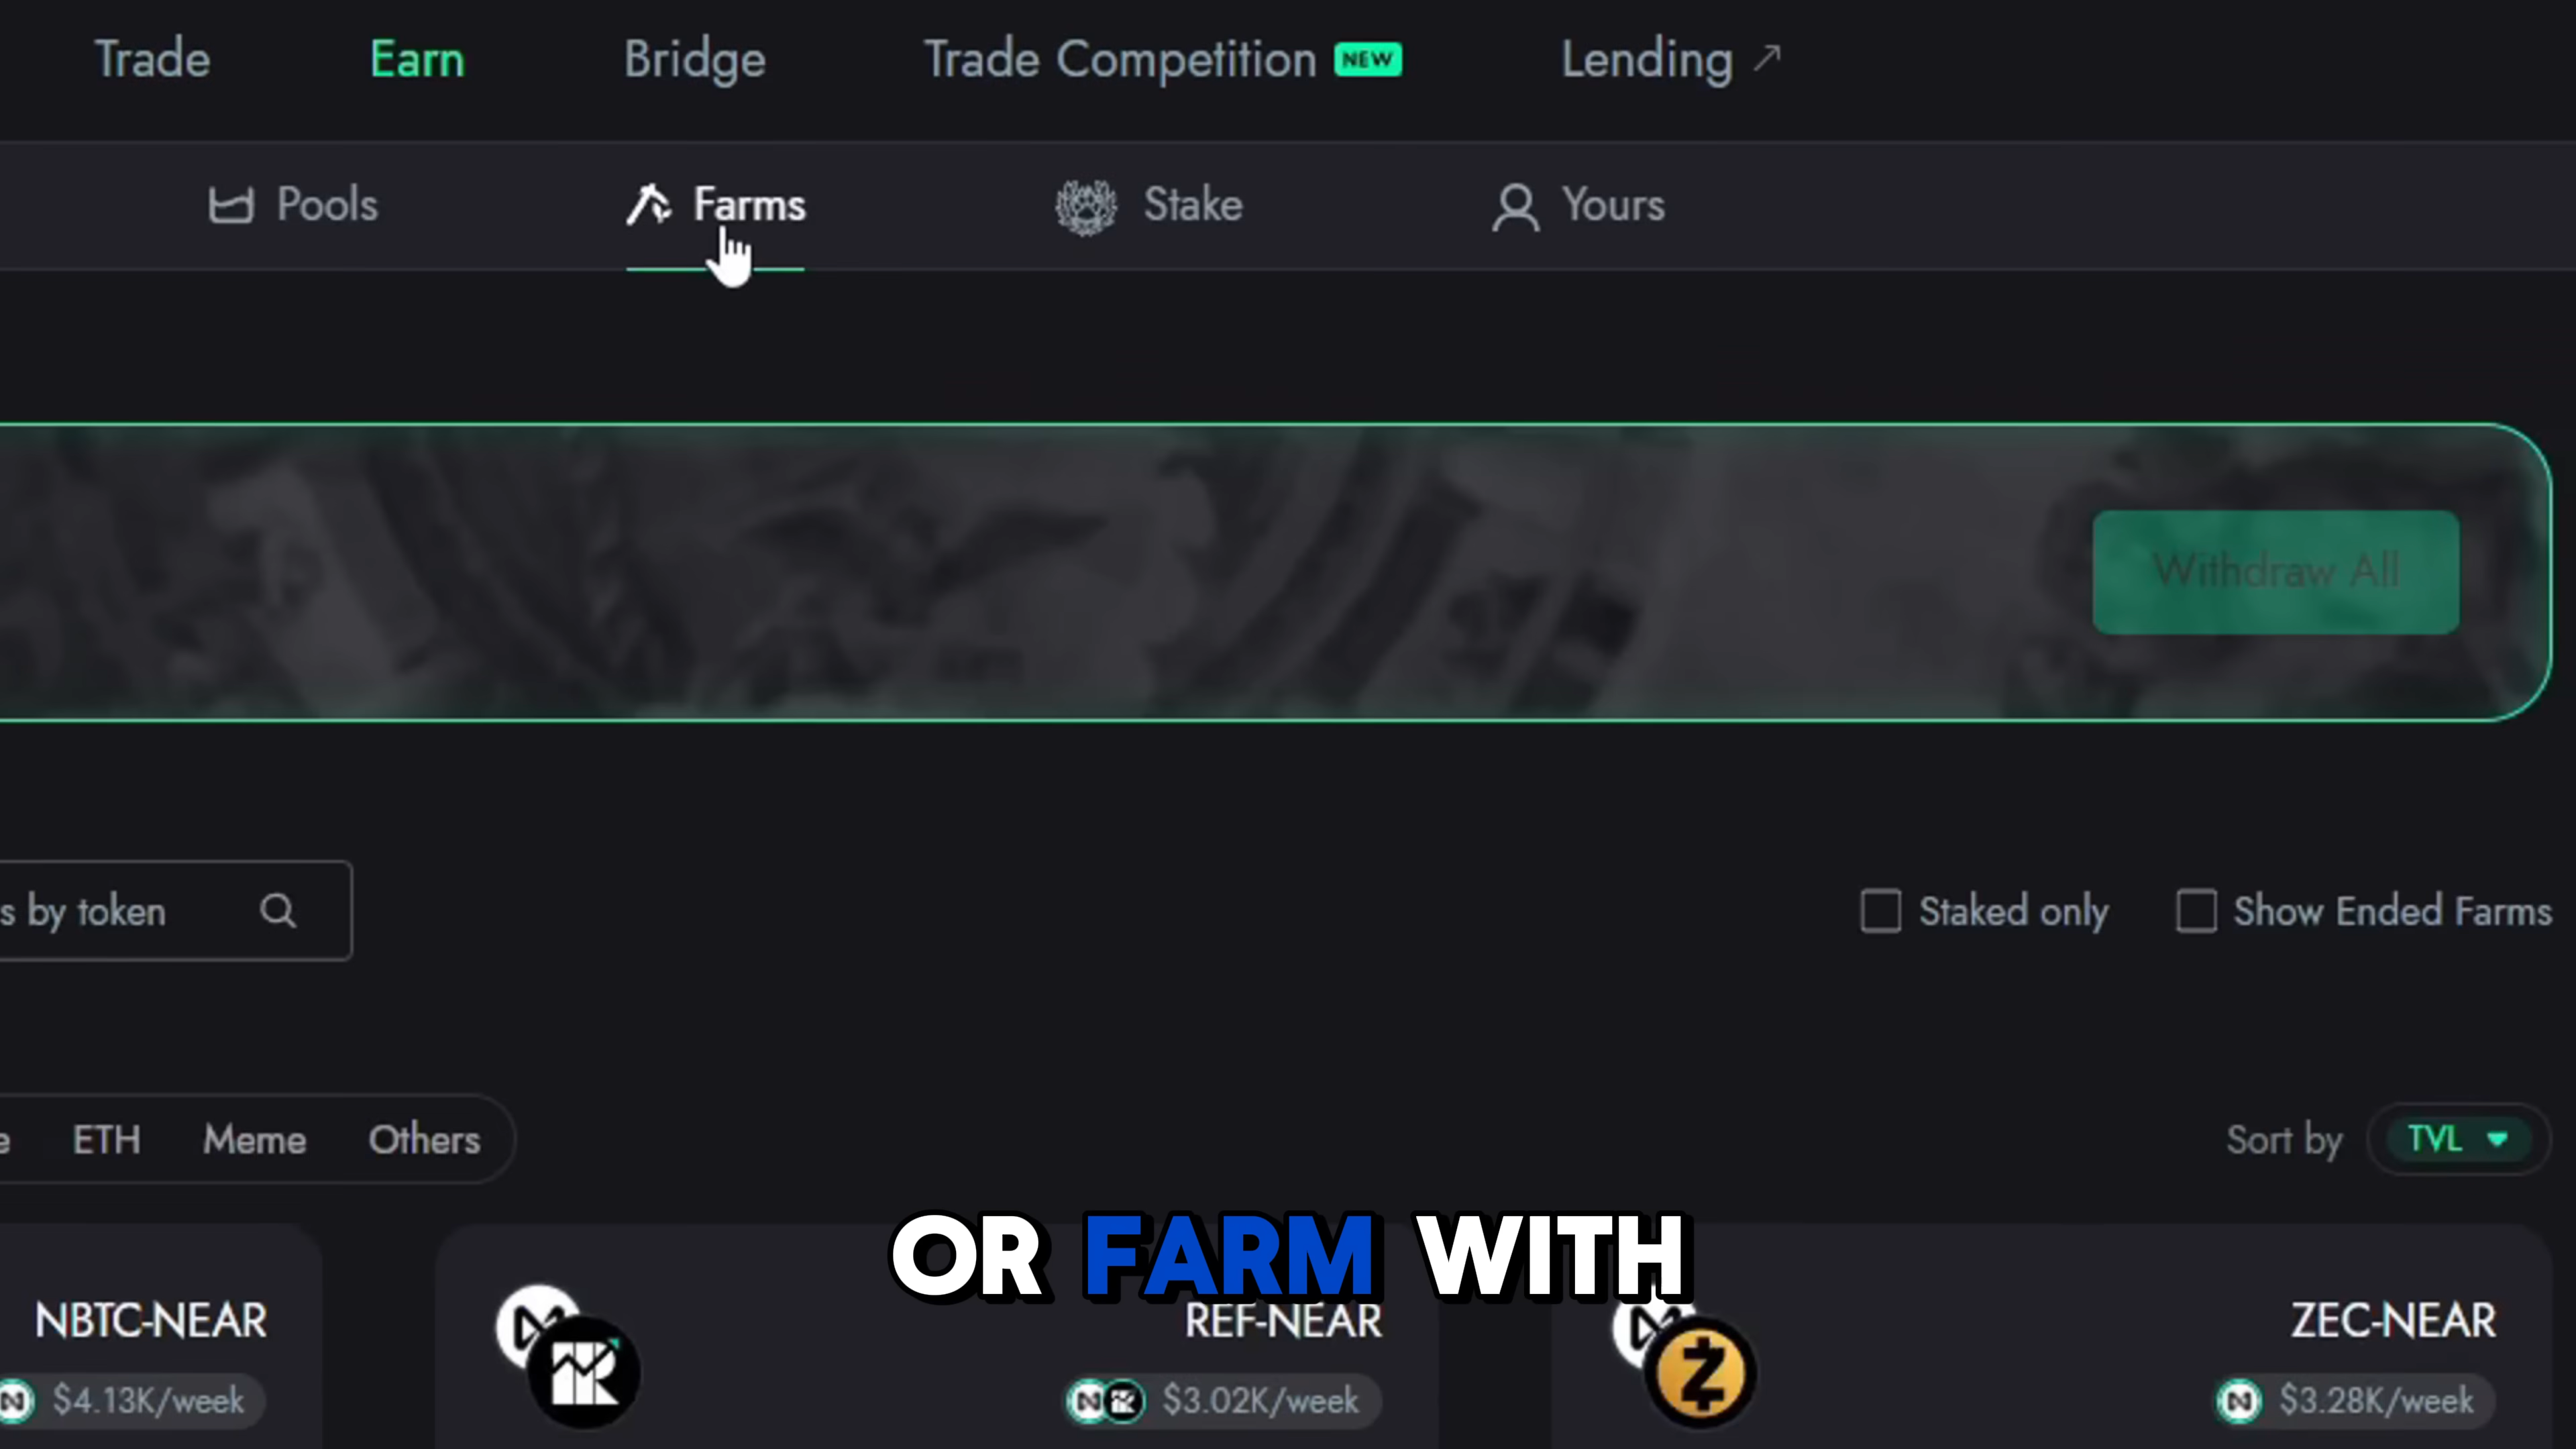 Trade Earn Bridge Trade Competition NEW Lending
Pools Farms Stake Yours
Withdraw All
s by token Staked only Show Ended Farms
e ETH Meme Others Sort by TVL
OR FARM WITH
NBTC-NEAR REF-NEAR ZEC-NEAR
$4.13K/week $3.02K/week $3.28K/week